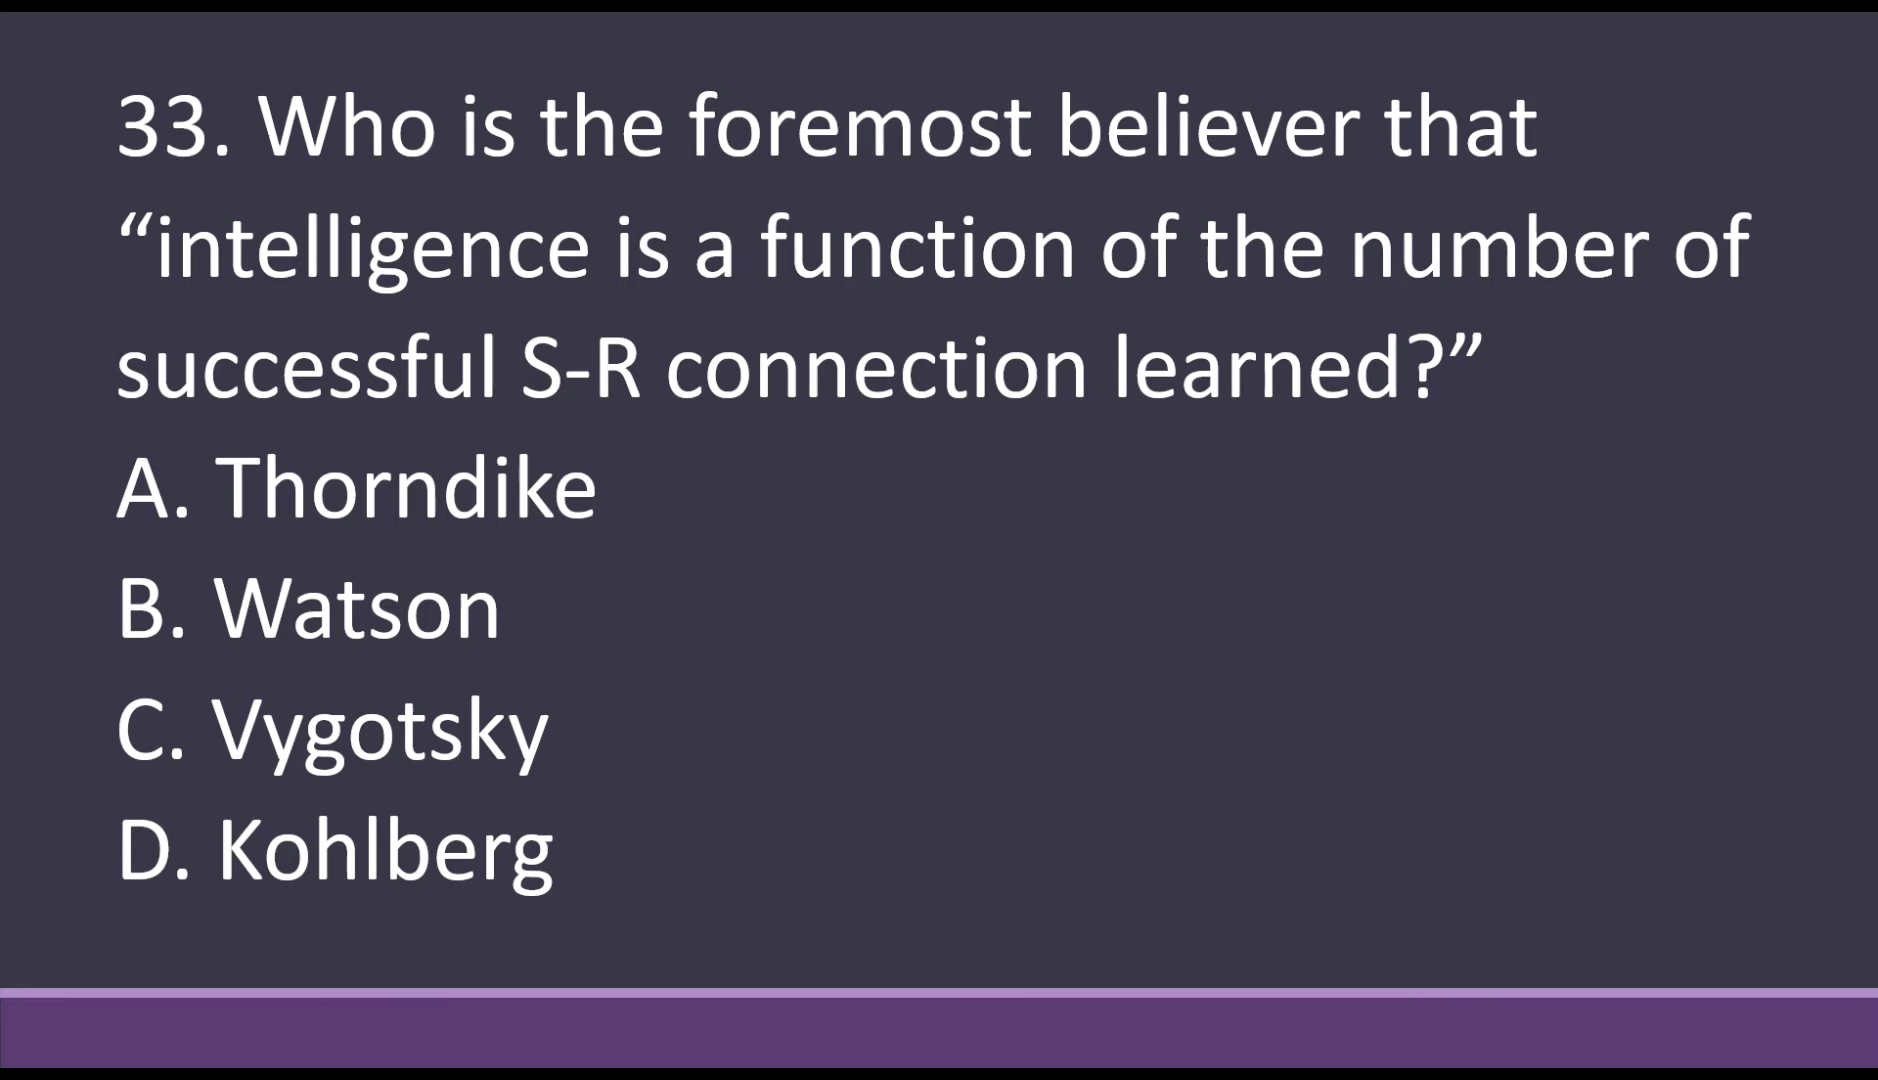 33. Who is the foremost believer that
“intelligence is a function of the number of
successful S-R connection learned?”
A. Thorndike
B. Watson
C. Vygotsky
D. Kohlberg